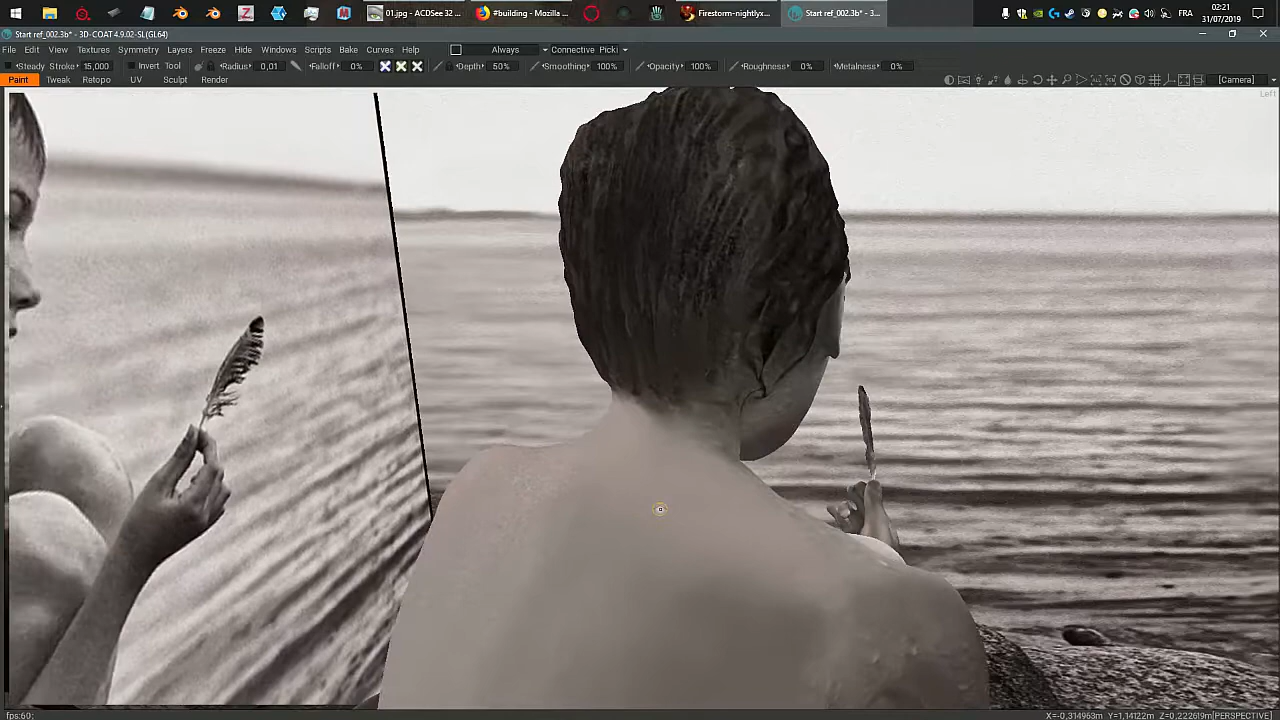 01.jpg - ACDSee 32 ...
#building - Mozilla ...
Firestorm-nightlyx...
Start ref_002.3b* - 3...
FRA
02:21
31/07/2019
Start ref_002.3b* - 3D-COAT 4.9.02-SL(GL64)
File Edit View Textures Layers Symmetry Freeze Hide Windows Scripts Bake Curves Help Always Connective Picki
Steady Stroke 15,000 Invert Tool Radius 0,01 Falloff 0% Depth 50% Smoothing 100% Opacity 100% Roughness 0% Metalness 0%
Paint Tweak Retopo UV Sculpt Render [Camera]
Left
fps:60; X=-0,314963m Y=1,14122m Z=0,222619m[PERSPECTIVE]